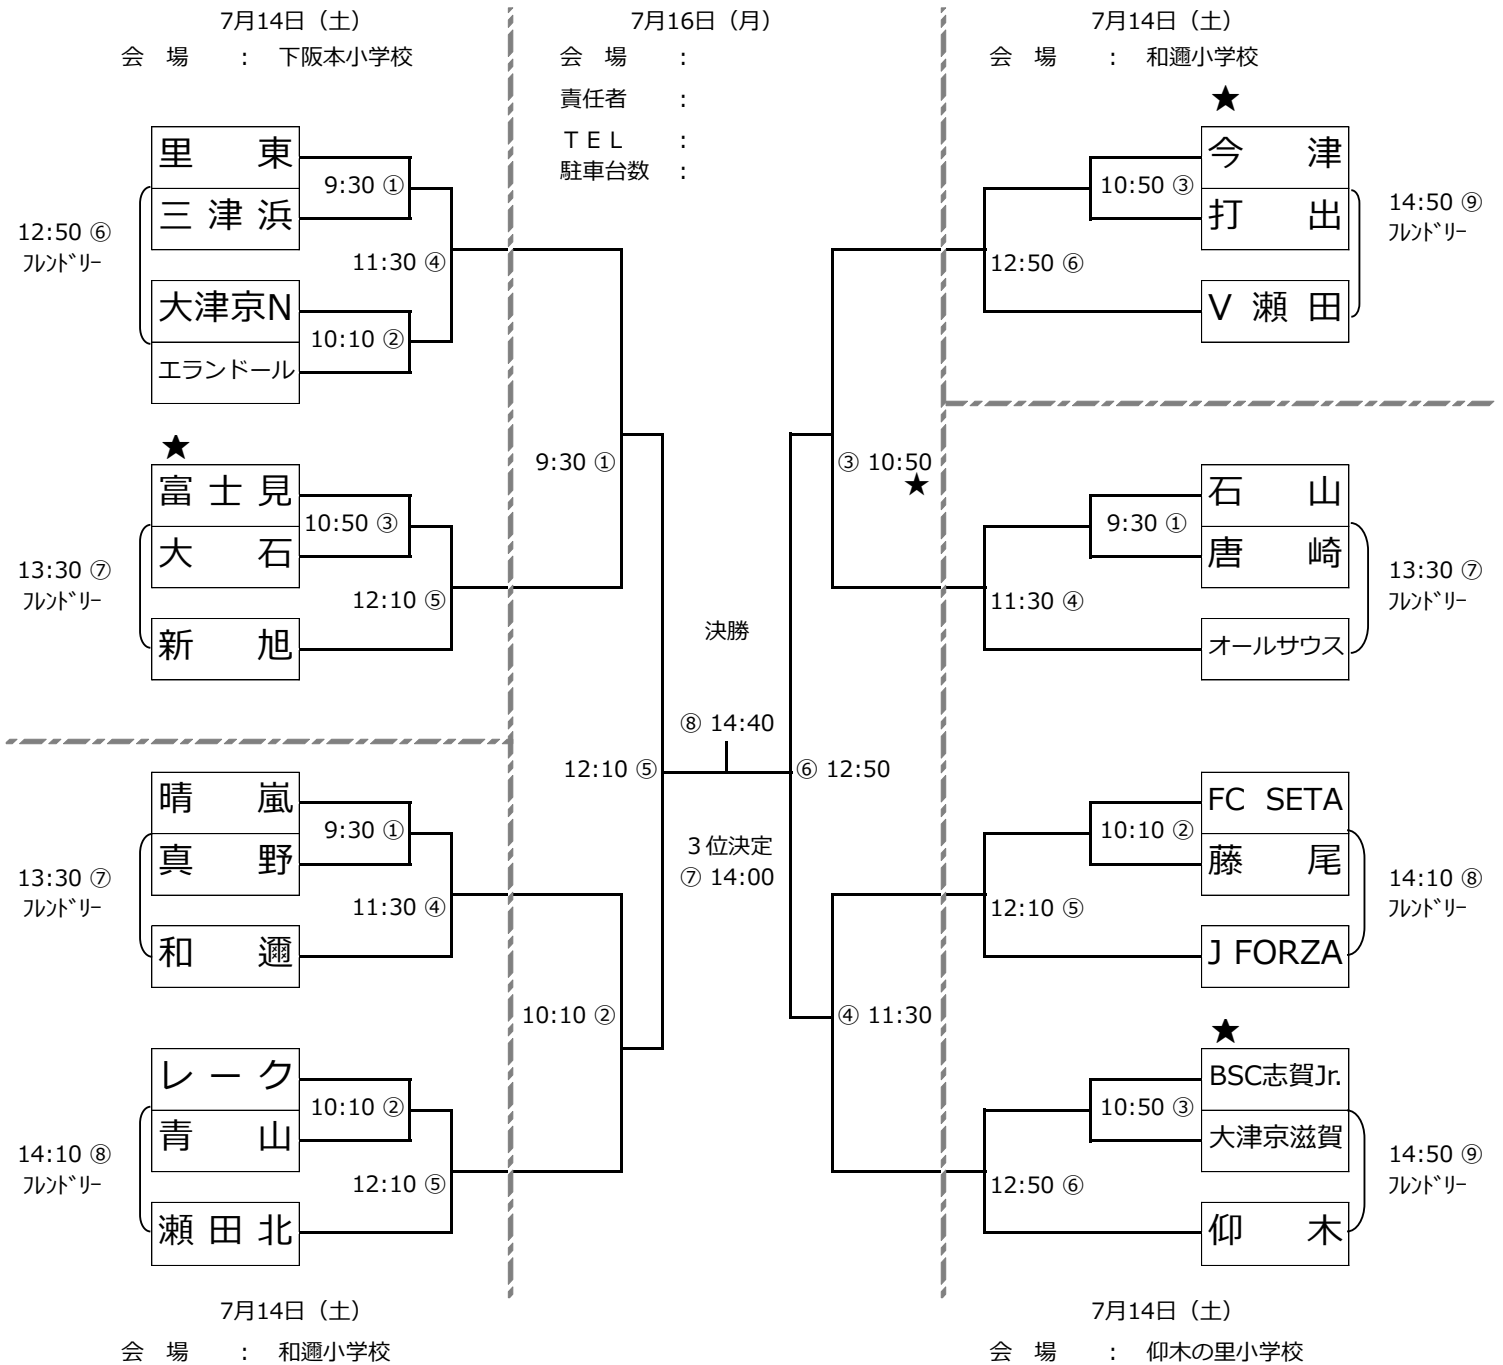 7月14日（土）
会　場　：　下阪本小学校
里　東
9:30 ①
三 津 浜
12:50 ⑥
ﾌﾚﾝﾄﾞﾘｰ
11:30 ④
大津京N
10:10 ②
エランドール
★
富 士 見
10:50 ③
大　石
13:30 ⑦
ﾌﾚﾝﾄﾞﾘｰ
12:10 ⑤
新　旭
晴　嵐
9:30 ①
真　野
13:30 ⑦
ﾌﾚﾝﾄﾞﾘｰ
11:30 ④
和　邇
レ ー ク
10:10 ②
青　山
14:10 ⑧
ﾌﾚﾝﾄﾞﾘｰ
12:10 ⑤
瀬 田 北
7月14日（土）
会　場　：　和邇小学校
7月16日（月）
会　場　：
責任者　：
ＴＥＬ　：
駐車台数　：
9:30 ①
③ 10:50
★
決勝
⑧ 14:40
12:10 ⑤
⑥ 12:50
３位決定
⑦ 14:00
10:10 ②
④ 11:30
7月14日（土）
会　場　：　和邇小学校
★
今　津
10:50 ③
打　出
14:50 ⑨
ﾌﾚﾝﾄﾞﾘｰ
12:50 ⑥
V 瀬 田
石　山
9:30 ①
唐　崎
13:30 ⑦
ﾌﾚﾝﾄﾞﾘｰ
11:30 ④
オールサウス
FC SETA
10:10 ②
藤　尾
14:10 ⑧
ﾌﾚﾝﾄﾞﾘｰ
12:10 ⑤
J FORZA
★
BSC志賀Jr.
10:50 ③
大津京滋賀
14:50 ⑨
ﾌﾚﾝﾄﾞﾘｰ
12:50 ⑥
仰　木
7月14日（土）
会　場　：　仰木の里小学校